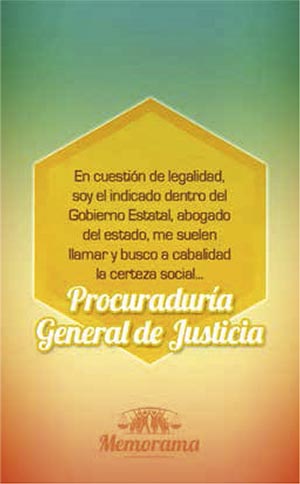 En cuestión de legalidad,
soy el indicado dentro del
Gobierno Estatal, abogado
del estado, me suelen
llamar y busco a cabalidad
la certeza social...
Procuraduría
General de Justicia
Memorama